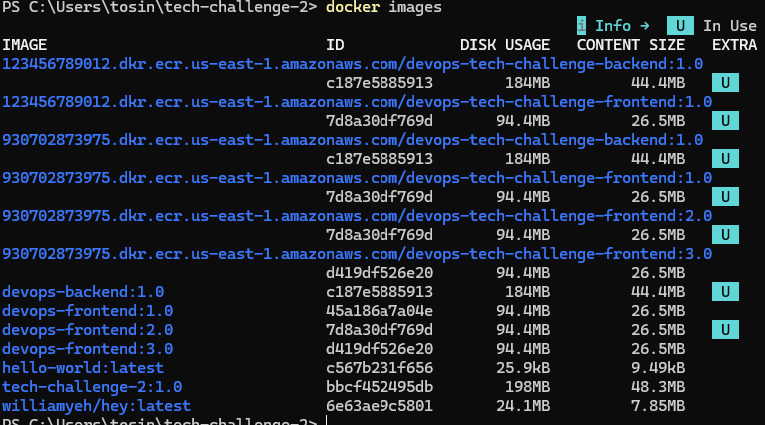 PS C:\Users\tosin\tech-challenge-2> docker images
i Info → U In Use
IMAGE ID DISK USAGE CONTENT SIZE EXTRA
123456789012.dkr.ecr.us-east-1.amazonaws.com/devops-tech-challenge-backend:1.0
c187e5885913 184MB 44.4MB U
123456789012.dkr.ecr.us-east-1.amazonaws.com/devops-tech-challenge-frontend:1.0
7d8a30df769d 94.4MB 26.5MB U
930702873975.dkr.ecr.us-east-1.amazonaws.com/devops-tech-challenge-backend:1.0
c187e5885913 184MB 44.4MB U
930702873975.dkr.ecr.us-east-1.amazonaws.com/devops-tech-challenge-frontend:1.0
7d8a30df769d 94.4MB 26.5MB U
930702873975.dkr.ecr.us-east-1.amazonaws.com/devops-tech-challenge-frontend:2.0
7d8a30df769d 94.4MB 26.5MB U
930702873975.dkr.ecr.us-east-1.amazonaws.com/devops-tech-challenge-frontend:3.0
d419df526e20 94.4MB 26.5MB
devops-backend:1.0 c187e5885913 184MB 44.4MB U
devops-frontend:1.0 45a186a7a04e 94.4MB 26.5MB
devops-frontend:2.0 7d8a30df769d 94.4MB 26.5MB U
devops-frontend:3.0 d419df526e20 94.4MB 26.5MB
hello-world:latest c567b231f656 25.9kB 9.49kB
tech-challenge-2:1.0 bbcf452495db 198MB 48.3MB
williamyeh/hey:latest 6e63ae9c5801 24.1MB 7.85MB
PS C:\Users\tosin\tech-challenge-2>